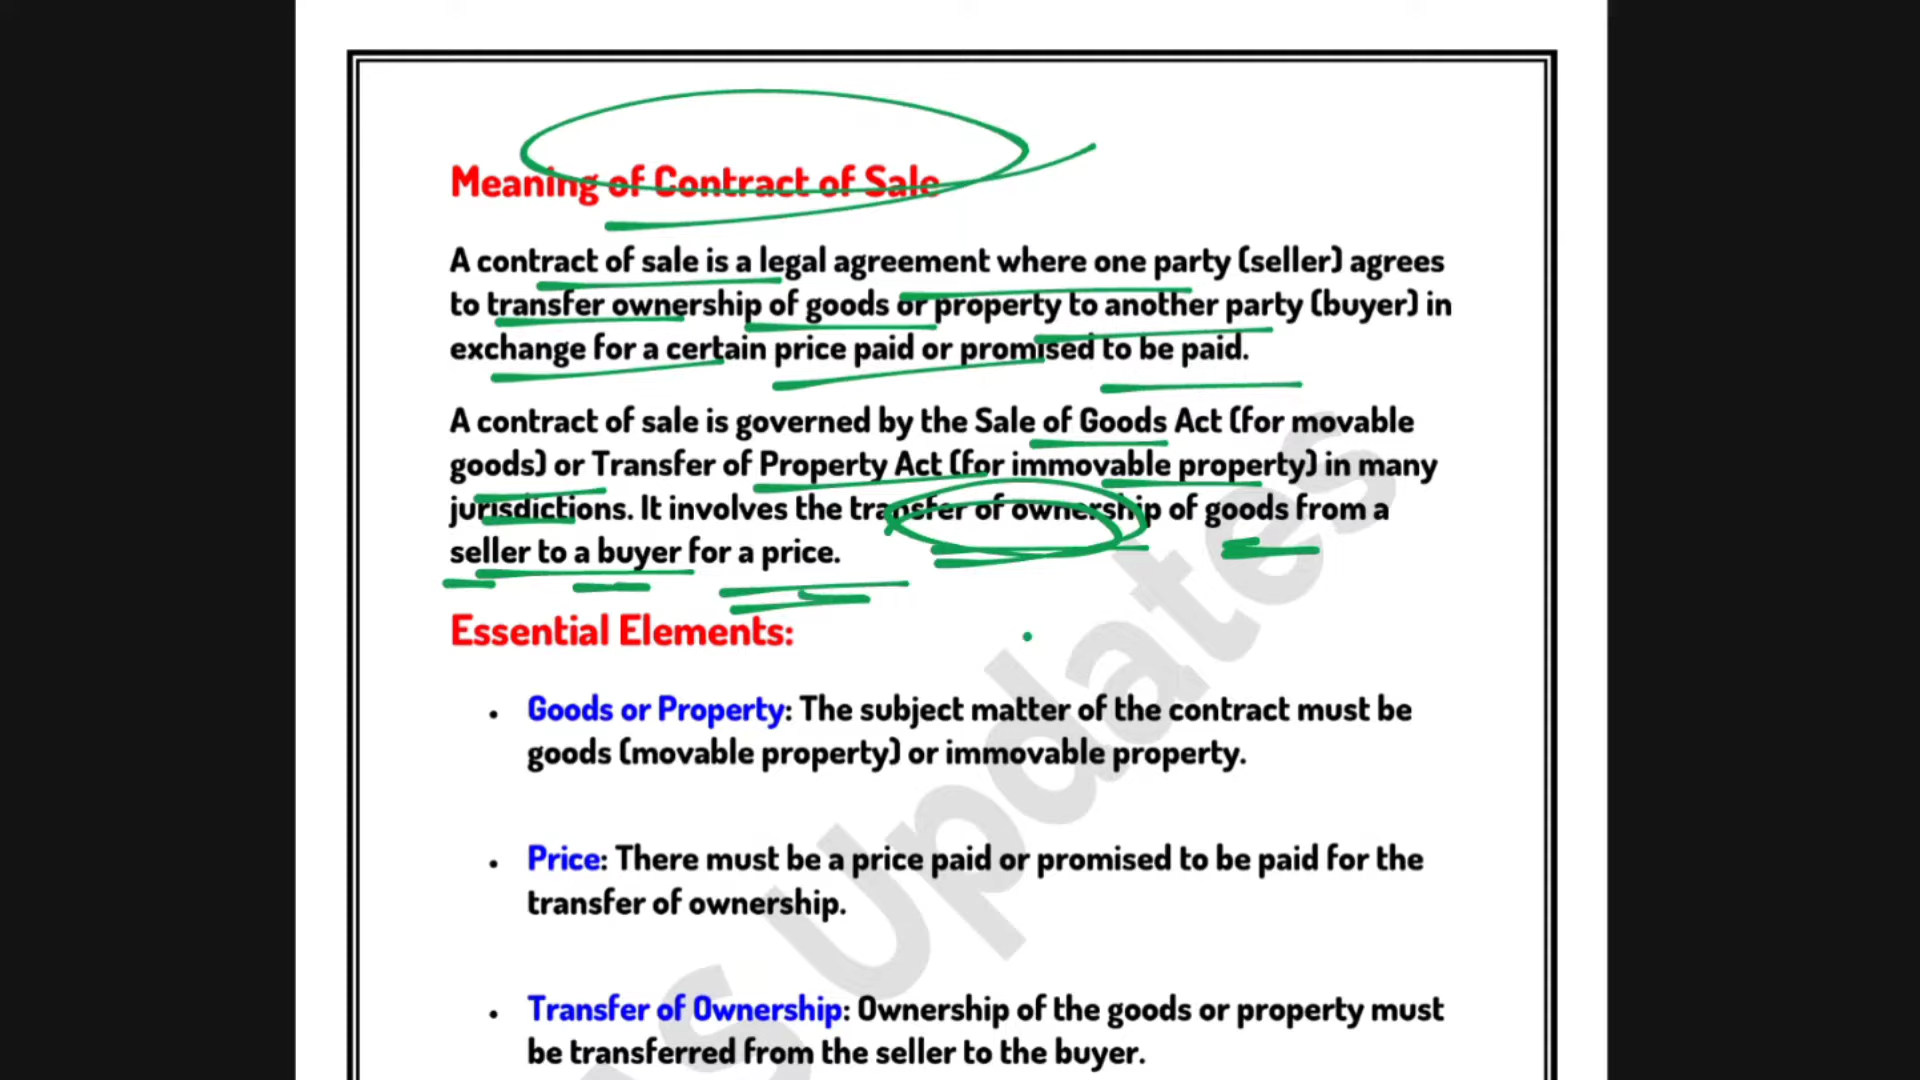 Meaning of Contract of Sale
A contract of sale is a legal agreement where one party (seller) agrees
to transfer ownership of goods or property to another party (buyer) in
exchange for a certain price paid or promised to be paid.
A contract of sale is governed by the Sale of Goods Act (for movable
goods) or Transfer of Property Act (for immovable property) in many
jurisdictions. It involves the transfer of ownership of goods from a
seller to a buyer for a price.
Essential Elements:
• Goods or Property: The subject matter of the contract must be
goods (movable property) or immovable property.
• Price: There must be a price paid or promised to be paid for the
transfer of ownership.
• Transfer of Ownership: Ownership of the goods or property must
be transferred from the seller to the buyer.
Updates